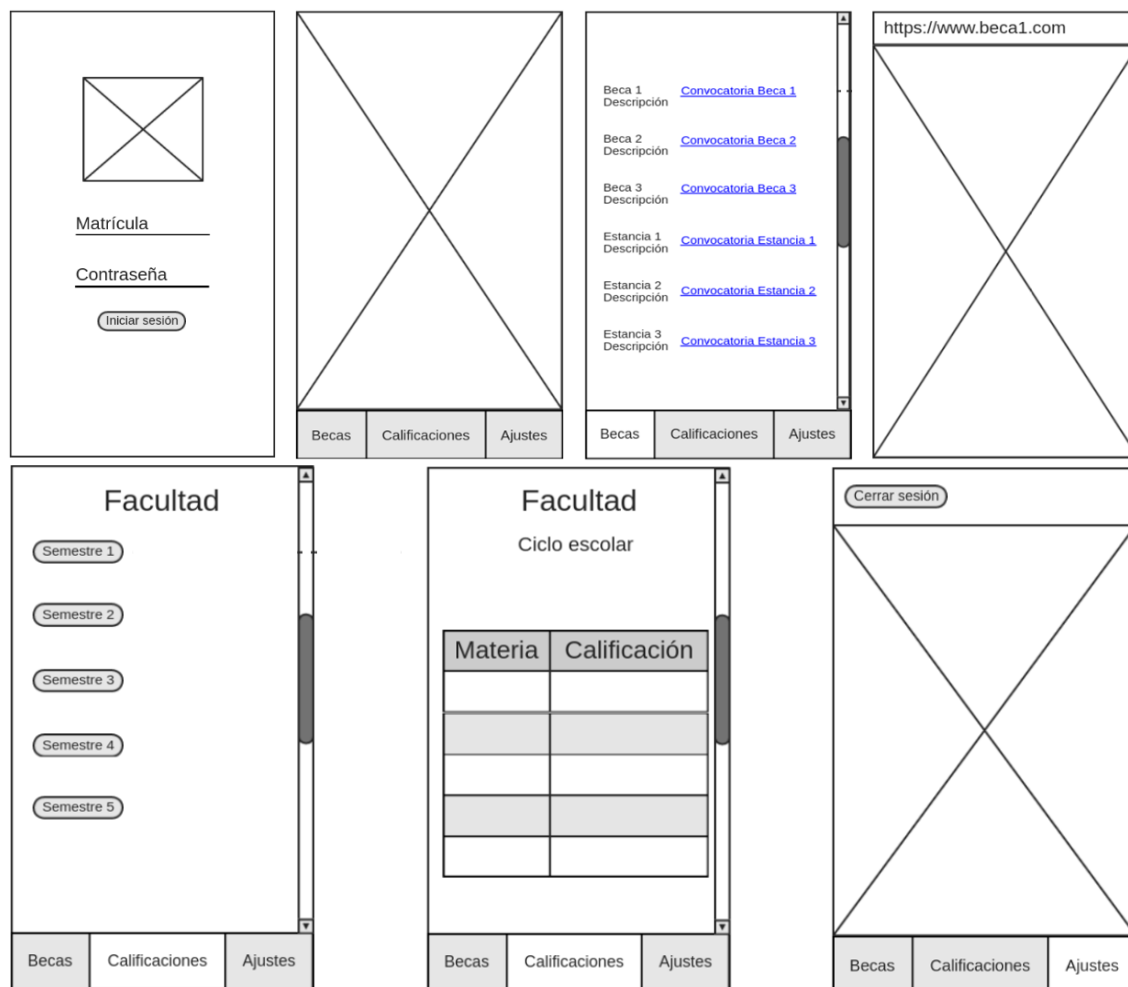 Matrícula
Contraseña
Iniciar sesión
Becas Calificaciones Ajustes
Beca 1 Convocatoria Beca 1
Descripción
Beca 2 Convocatoria Beca 2
Descripción
Beca 3 Convocatoria Beca 3
Descripción
Estancia 1 Convocatoria Estancia 1
Descripción
Estancia 2 Convocatoria Estancia 2
Descripción
Estancia 3 Convocatoria Estancia 3
Descripción
Becas Calificaciones Ajustes
https://www.beca1.com
Facultad
Semestre 1
Semestre 2
Semestre 3
Semestre 4
Semestre 5
Becas Calificaciones Ajustes
Facultad
Ciclo escolar
Materia Calificación
Becas Calificaciones Ajustes
Cerrar sesión
Becas Calificaciones Ajustes